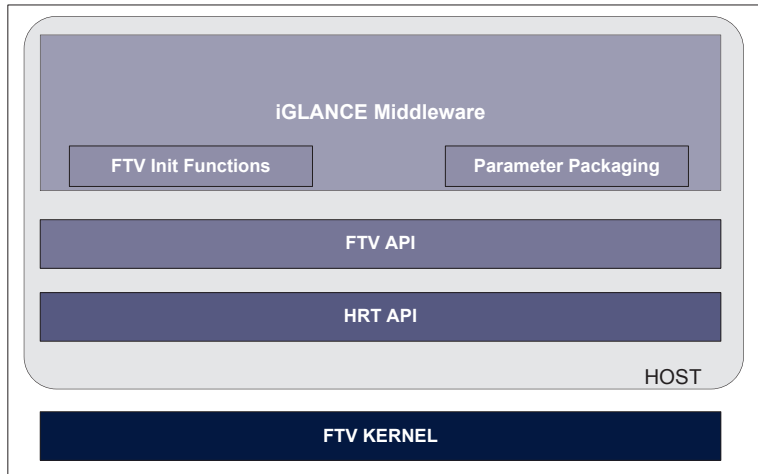 iGLANCE Middleware
FTV Init Functions
Parameter Packaging
FTV API
HRT API
HOST
FTV KERNEL